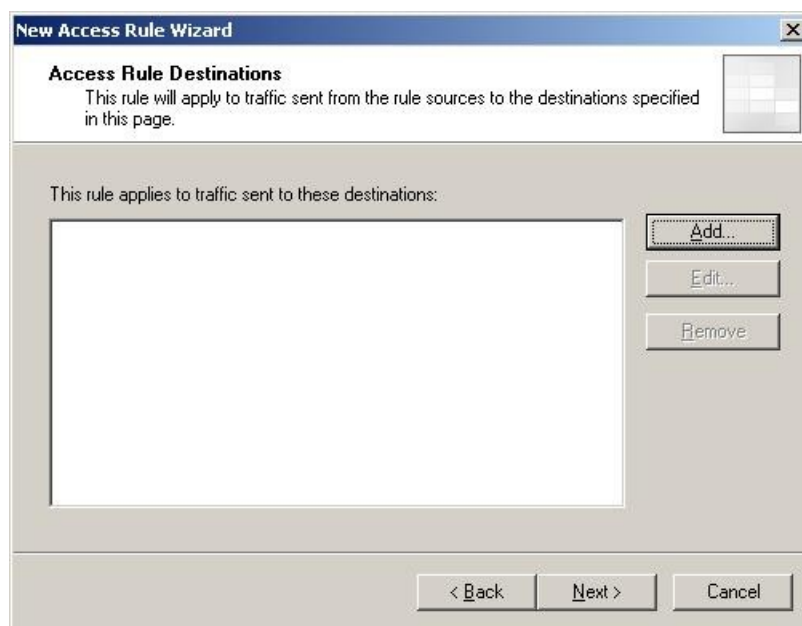 New Access Rule Wizard
Access Rule Destinations
This rule will apply to traffic sent from the rule sources to the destinations specified
in this page.
This rule applies to traffic sent to these destinations:
Add...
Edit...
Remove
< Back
Next >
Cancel